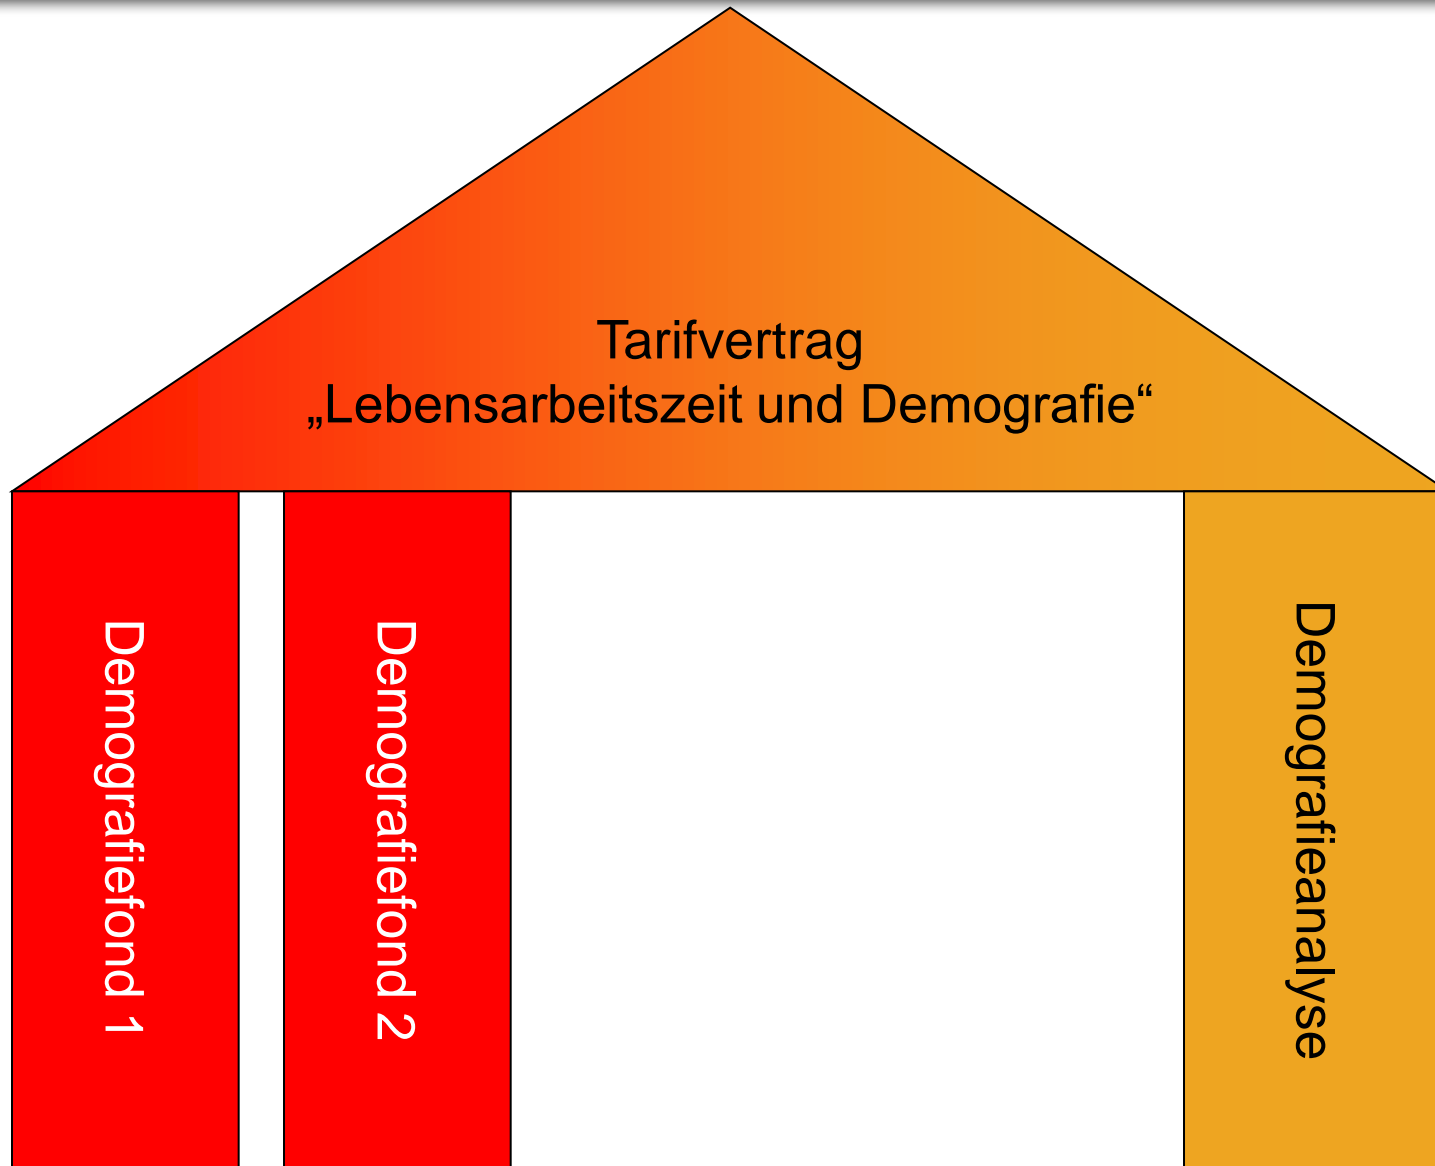 Tarifvertrag
„Lebensarbeitszeit und Demografie“
Demografiefond 1
Demografiefond 2
Demografieanalyse